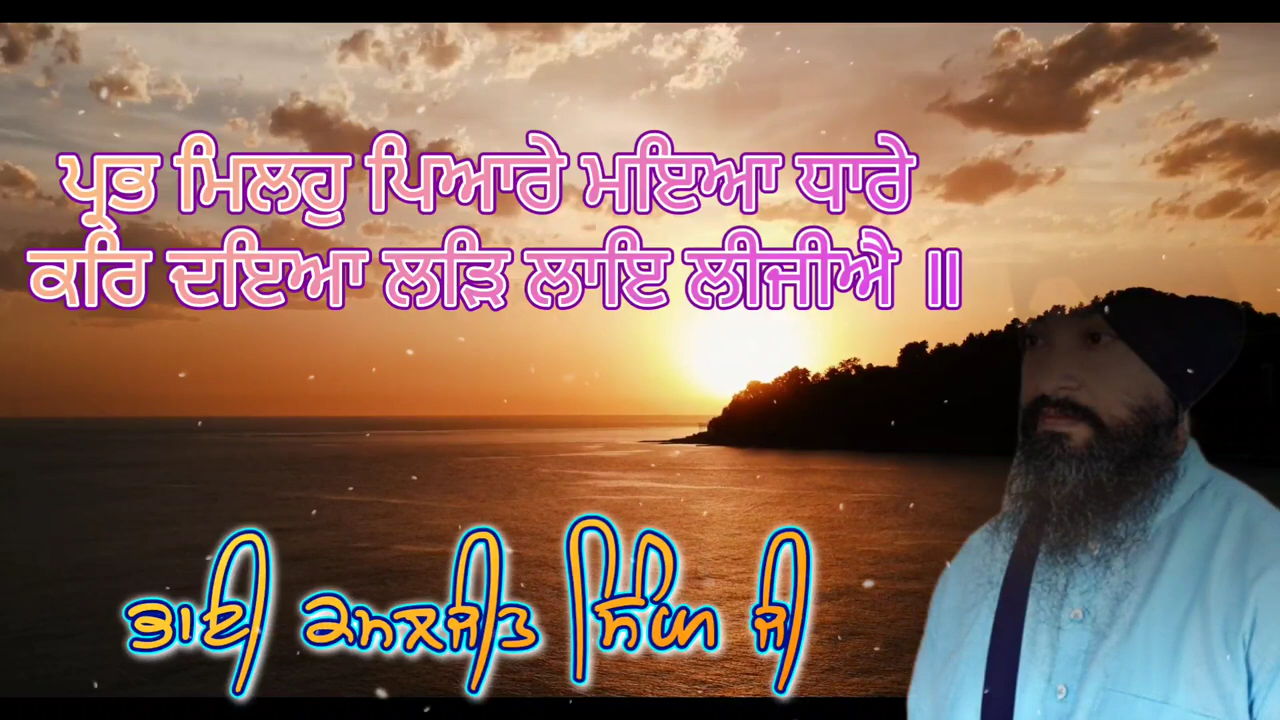 ਪ੍ਰਭ ਮਿਲਹੁ ਪਿਆਰੇ ਮਇਆ ਧਾਰੇ
ਕਰਿ ਦਇਆ ਲੜਿ ਲਾਇ ਲੀਜੀਐ ॥
ਭਾਈ ਕਮਲਜੀਤ ਸਿੰਘ ਜੀ